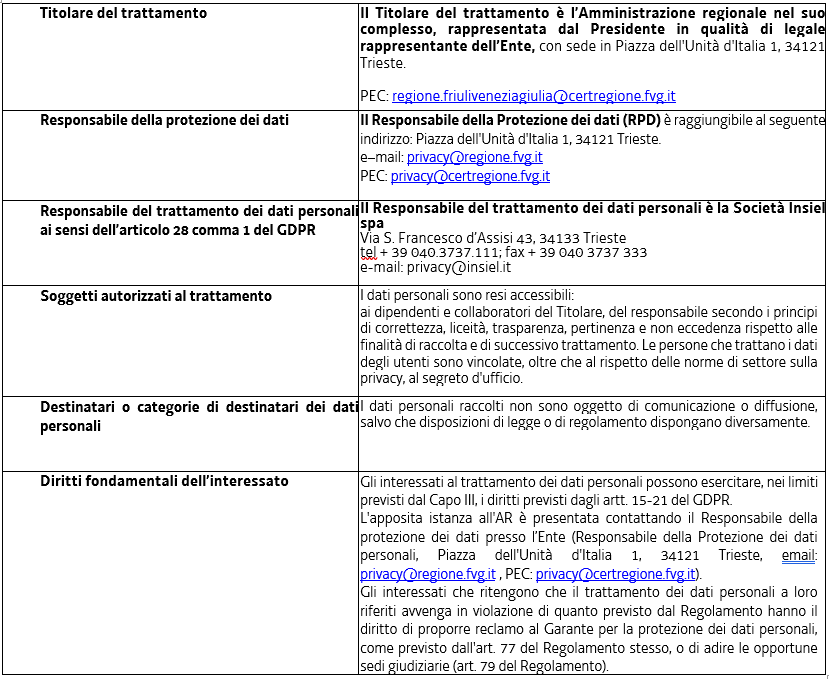 Titolare del trattamento
Il Titolare del trattamento è l'Amministrazione regionale nel suo
complesso, rappresentata dal Presidente in qualità di legale
rappresentante dell'Ente, con sede in Piazza dell'Unità d'Italia 1, 34121
Trieste.
PEC: regione.friuliveneziagiulia@certregione.fvg.it
Responsabile della protezione dei dati
Il Responsabile della Protezione dei dati (RPD) è raggiungibile al seguente
indirizzo: Piazza dell'Unità d'Italia 1, 34121 Trieste.
e–mail: privacy@regione.fvg.it
PEC: privacy@certregione.fvg.it
Responsabile del trattamento dei dati personali
ai sensi dell'articolo 28 comma 1 del GDPR
Il Responsabile del trattamento dei dati personali è la Società Insiel
spa
Via S. Francesco d'Assisi 43, 34133 Trieste
tel + 39 040.3737.111; fax + 39 040 3737 333
e-mail: privacy@insiel.it
Soggetti autorizzati al trattamento
I dati personali sono resi accessibili:
ai dipendenti e collaboratori del Titolare, del responsabile secondo i principi
di correttezza, liceità, trasparenza, pertinenza e non eccedenza rispetto alle
finalità di raccolta e di successivo trattamento. Le persone che trattano i dati
degli utenti sono vincolate, oltre che al rispetto delle norme di settore sulla
privacy, al segreto d'ufficio.
Destinatari o categorie di destinatari dei dati
personali
I dati personali raccolti non sono oggetto di comunicazione o diffusione,
salvo che disposizioni di legge o di regolamento dispongano diversamente.
Diritti fondamentali dell'interessato
Gli interessati al trattamento dei dati personali possono esercitare, nei limiti
previsti dal Capo III, i diritti previsti dagli artt. 15-21 del GDPR.
L'apposita istanza all'AR è presentata contattando il Responsabile della
protezione dei dati presso l'Ente (Responsabile della Protezione dei dati
personali, Piazza dell'Unità d'Italia 1, 34121 Trieste, email:
privacy@regione.fvg.it , PEC: privacy@certregione.fvg.it).
Gli interessati che ritengono che il trattamento dei dati personali a loro
riferiti avvenga in violazione di quanto previsto dal Regolamento hanno il
diritto di proporre reclamo al Garante per la protezione dei dati personali,
come previsto dall'art. 77 del Regolamento stesso, o di adire le opportune
sedi giudiziarie (art. 79 del Regolamento).